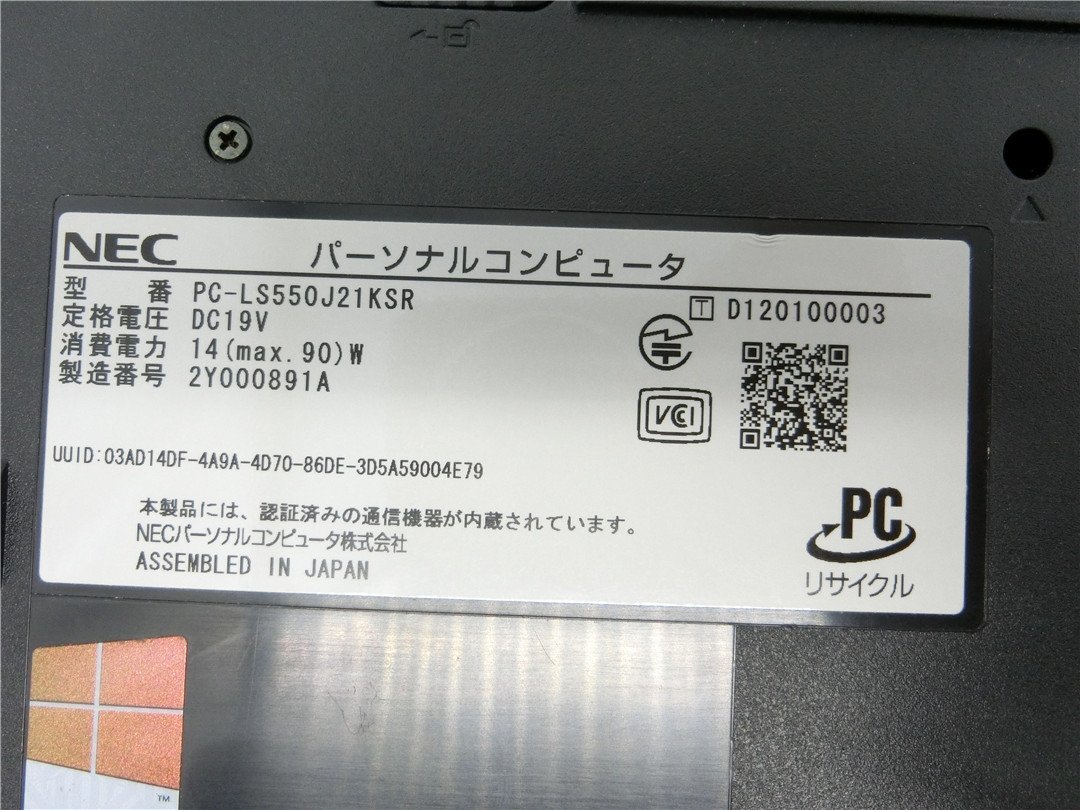 NEC パーソナルコンピュータ
型 番 PC-LS550J21KSR
定格電圧 DC19V
消費電力 14(max.90)W
製造番号 2Y000891A
T D120100003
VCI
UUID:03AD14DF-4A9A-4D70-86DE-3D5A59004E79
本製品には、認証済みの通信機器が内蔵されています。
NECパーソナルコンピュータ株式会社
ASSEMBLED IN JAPAN
PC
リサイクル
TM